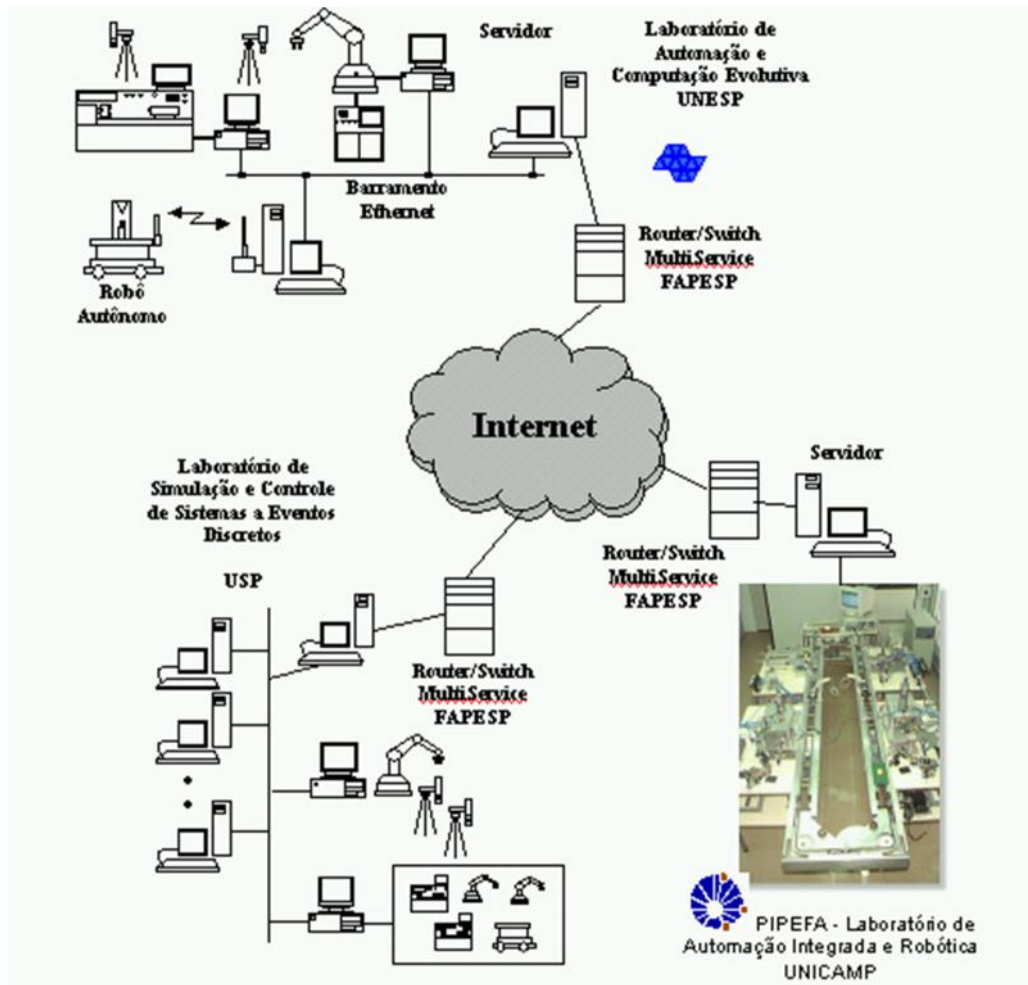 Servidor
Laboratório de
Automação e
Computação Evolutiva
UNESP
Barramento
Ethernet
Router/Switch
MultiService
FAPESP
Robô
Autônomo
Internet
Servidor
Laboratório de
Simulação e Controle
de Sistemas a Eventos
Discretos
USP
Router/Switch
MultiService
FAPESP
Router/Switch
MultiService
FAPESP
PIPEFA - Laboratório de
Automação Integrada e Robótica
UNICAMP